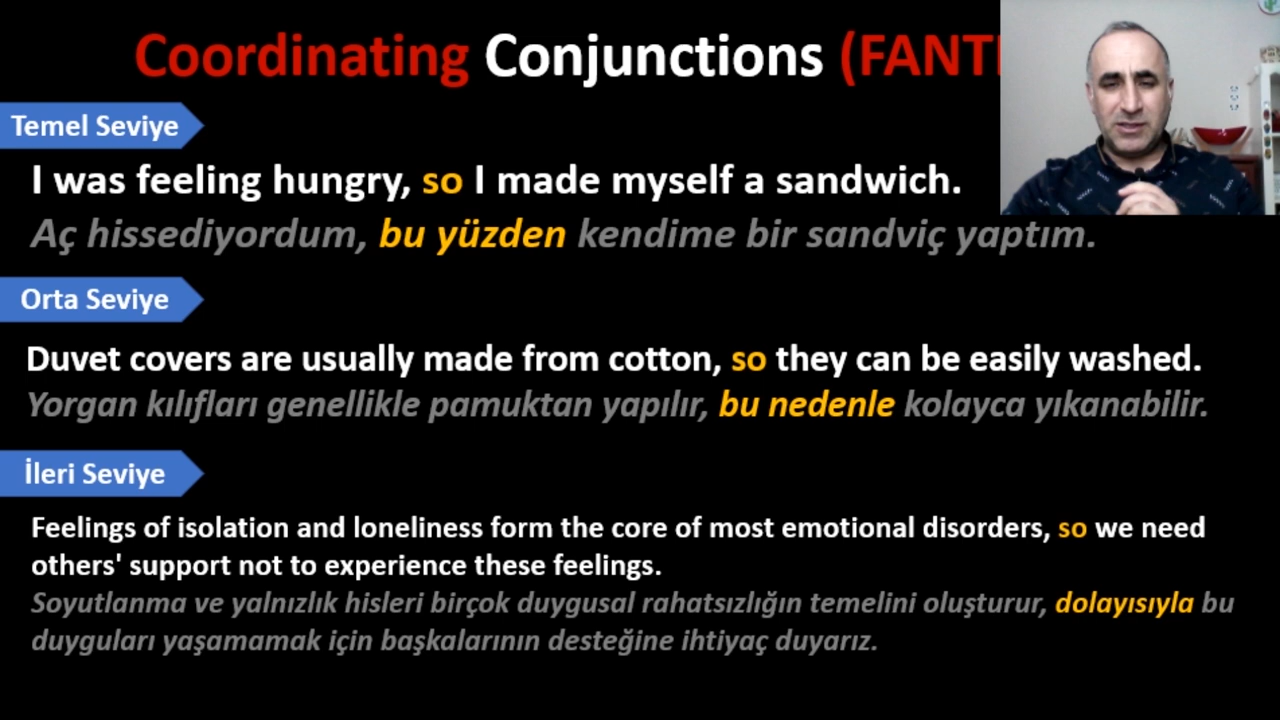 Coordinating Conjunctions (FANT
Temel Seviye
I was feeling hungry, so I made myself a sandwich.
Aç hissediyordum, bu yüzden kendime bir sandviç yaptım.
Orta Seviye
Duvet covers are usually made from cotton, so they can be easily washed.
Yorgan kılıfları genellikle pamuktan yapılır, bu nedenle kolayca yıkanabilir.
İleri Seviye
Feelings of isolation and loneliness form the core of most emotional disorders, so we need
others' support not to experience these feelings.
Soyutlanma ve yalnızlık hisleri birçok duygusal rahatsızlığın temelini oluşturur, dolayısıyla bu
duyguları yaşamamak için başkalarının desteğine ihtiyaç duyarız.